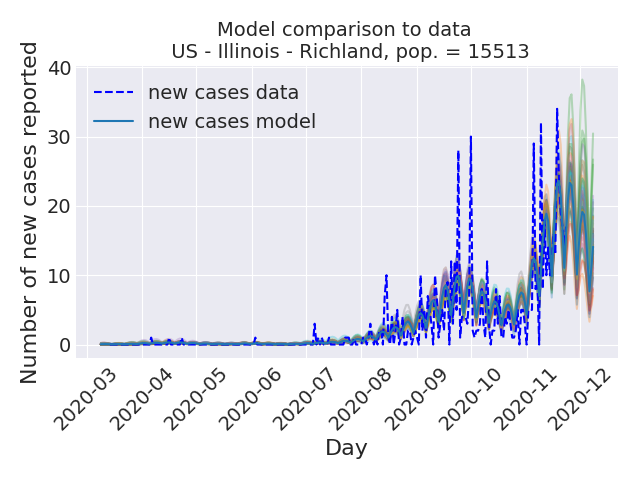 Model comparison to data
US - Illinois - Richland, pop. = 15513
Number of new cases reported
40
30
20
10
0
new cases data
new cases model
2020-03
2020-04
2020-05
2020-06
2020-07
2020-08
2020-09
2020-10
2020-11
2020-12
Day